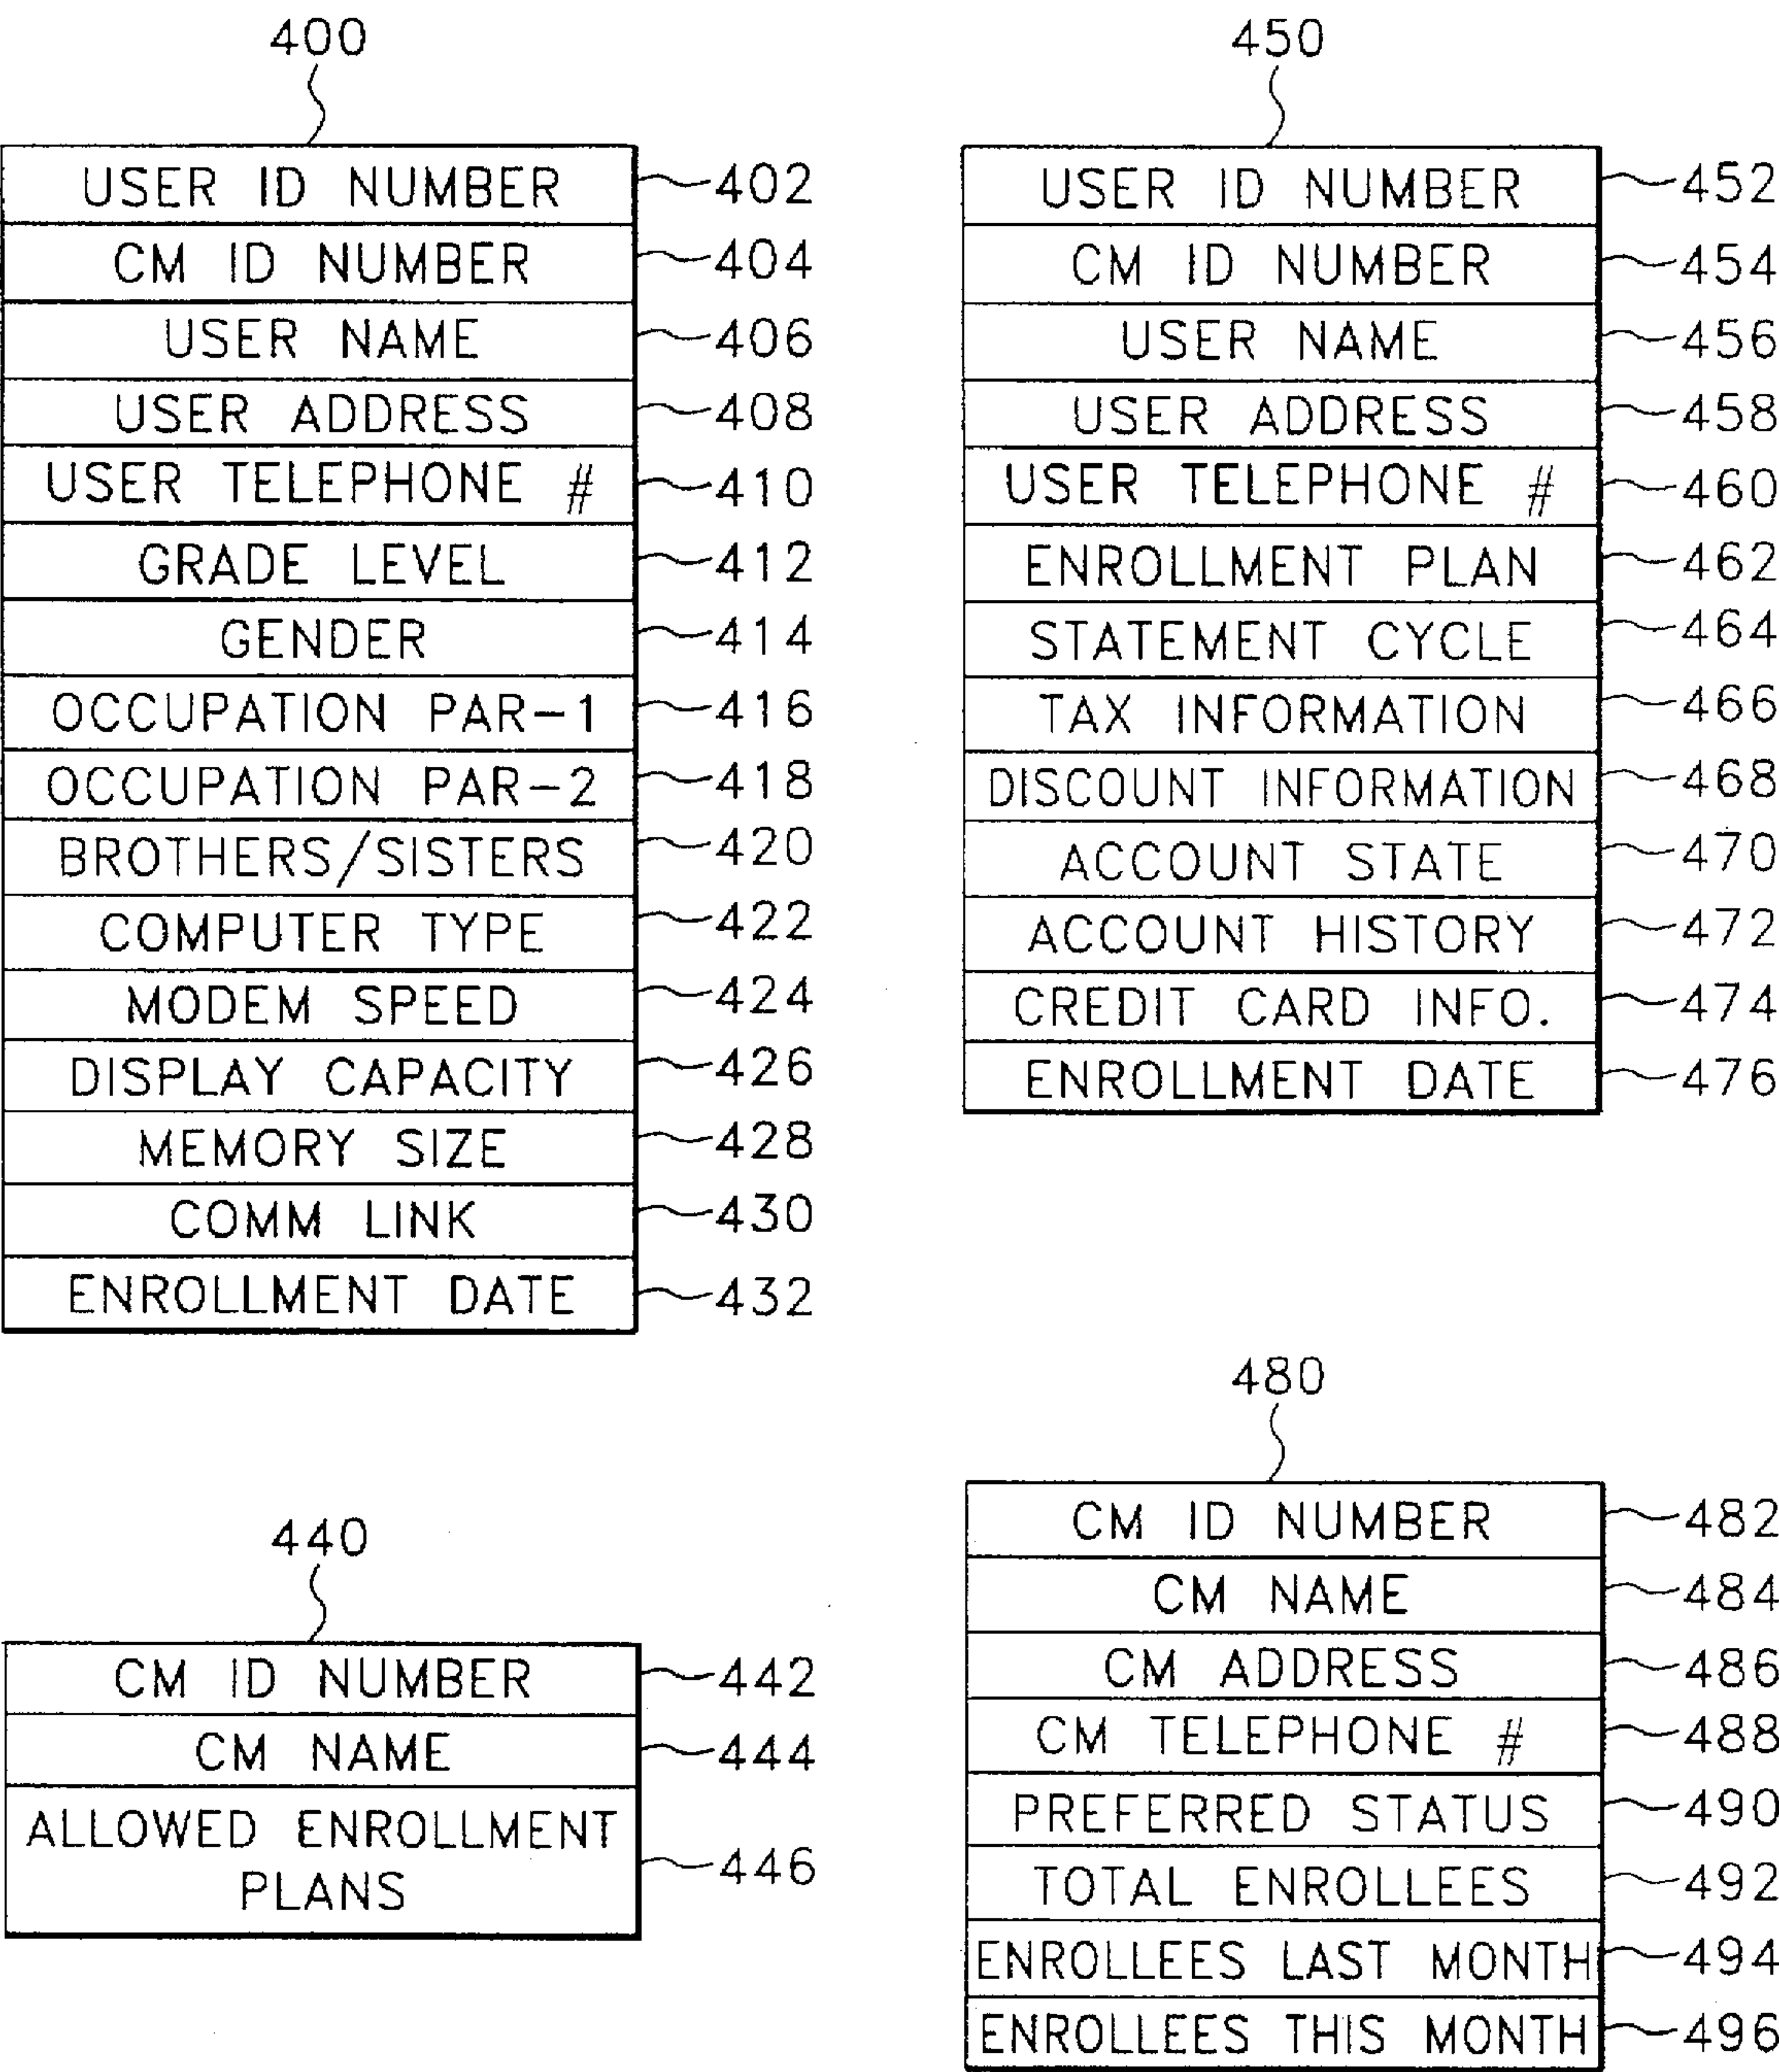 400
USER ID NUMBER 402
CM ID NUMBER 404
USER NAME 406
USER ADDRESS 408
USER TELEPHONE # 410
GRADE LEVEL 412
GENDER 414
OCCUPATION PAR-1 416
OCCUPATION PAR-2 418
BROTHERS/SISTERS 420
COMPUTER TYPE 422
MODEM SPEED 424
DISPLAY CAPACITY 426
MEMORY SIZE 428
COMM LINK 430
ENROLLMENT DATE 432
440
CM ID NUMBER 442
CM NAME 444
ALLOWED ENROLLMENT
PLANS 446
450
USER ID NUMBER 452
CM ID NUMBER 454
USER NAME 456
USER ADDRESS 458
USER TELEPHONE # 460
ENROLLMENT PLAN 462
STATEMENT CYCLE 464
TAX INFORMATION 466
DISCOUNT INFORMATION 468
ACCOUNT STATE 470
ACCOUNT HISTORY 472
CREDIT CARD INFO. 474
ENROLLMENT DATE 476
480
CM ID NUMBER 482
CM NAME 484
CM ADDRESS 486
CM TELEPHONE # 488
PREFERRED STATUS 490
TOTAL ENROLLEES 492
ENROLLEES LAST MONTH 494
ENROLLEES THIS MONTH 496